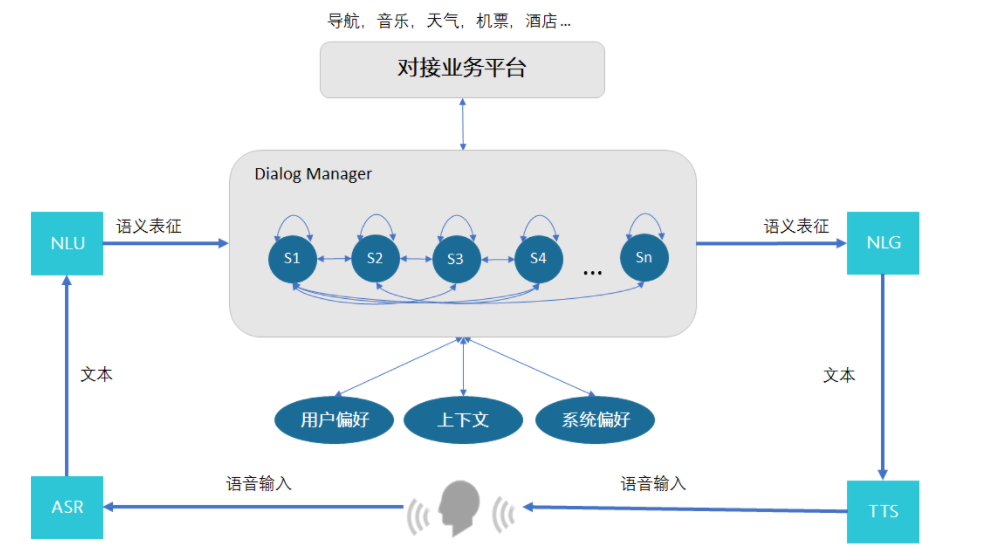 导航，音乐，天气，机票，酒店...
对接业务平台
Dialog Manager
NLU
语义表征
S1
S2
S3
S4
...
Sn
语义表征
NLG
文本
文本
用户偏好
上下文
系统偏好
ASR
语音输入
语音输入
TTS